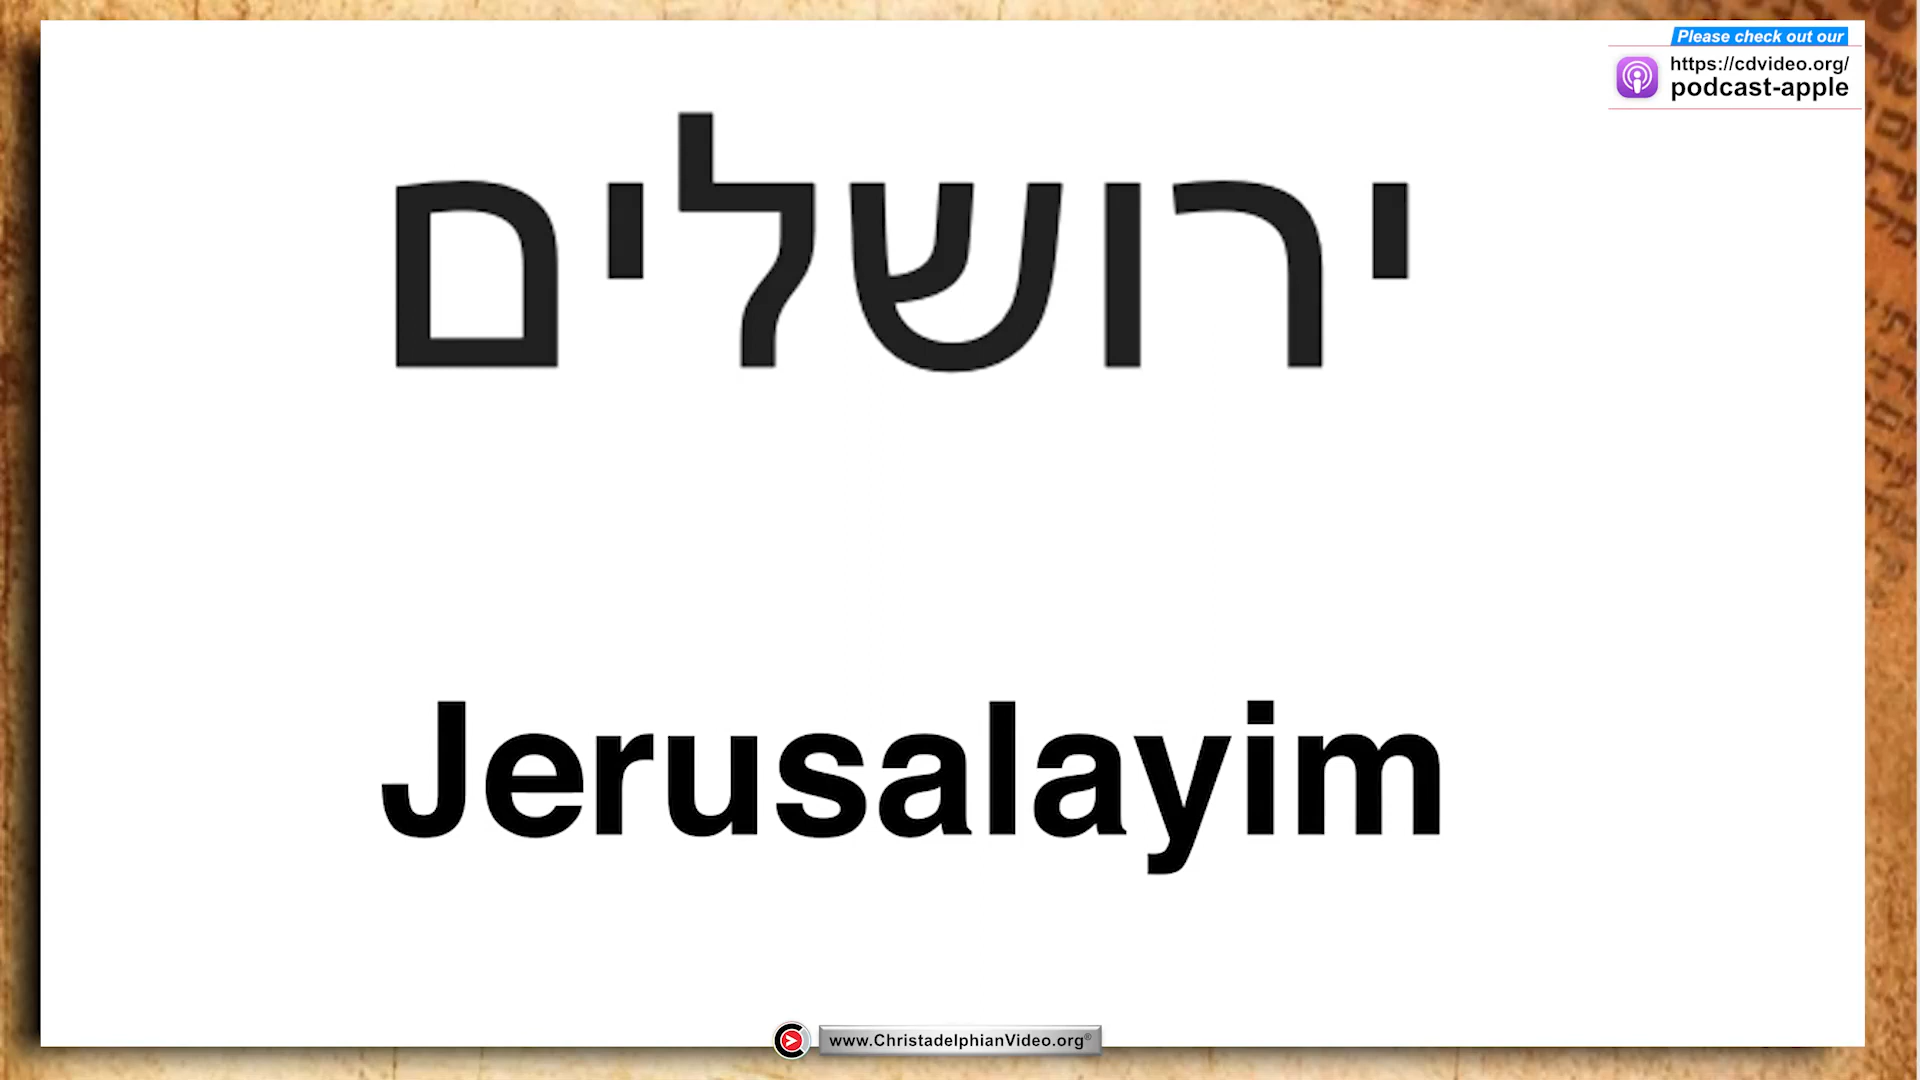 Please check out our
https://cdvideo.org/
podcast-apple
ירושלים
Jerusalayim
www.ChristadelphianVideo.org®